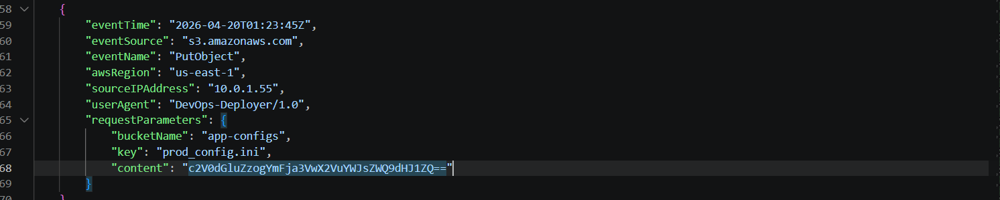 58 {
59 "eventTime": "2026-04-20T01:23:45Z",
60 "eventSource": "s3.amazonaws.com",
61 "eventName": "PutObject",
62 "awsRegion": "us-east-1",
63 "sourceIPAddress": "10.0.1.55",
64 "userAgent": "DevOps-Deployer/1.0",
65 "requestParameters": {
66 "bucketName": "app-configs",
67 "key": "prod_config.ini",
68 "content": "c2V0dGluZzogYmFja3VwX2VuYWJsZWQ9dHJ1ZQ=="
69 }
70 }